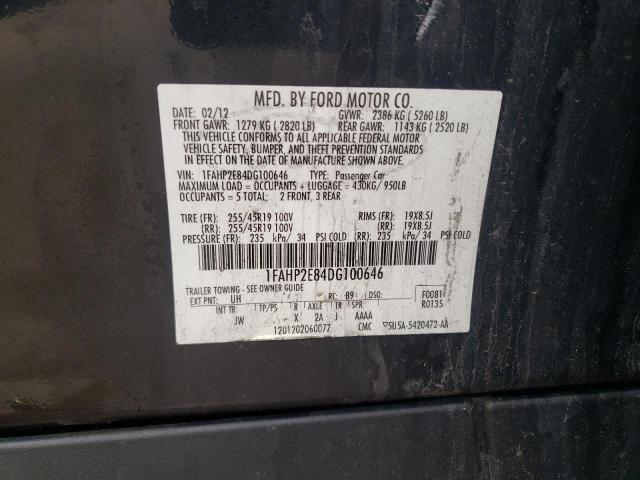 MFD. BY FORD MOTOR CO.
DATE: 02/12 GVWR: 2386 KG ( 5260 LB)
FRONT GAWR: 1279 KG ( 2820 LB) REAR GAWR: 1143 KG ( 2520 LB)
THIS VEHICLE CONFORMS TO ALL APPLICABLE FEDERAL MOTOR
VEHICLE SAFETY, BUMPER, AND THEFT PREVENTION STANDARDS
IN EFFECT ON THE DATE OF MANUFACTURE SHOWN ABOVE.
VIN: 1FAHP2E84DG100646 TYPE: Passenger Car
MAXIMUM LOAD = OCCUPANTS + LUGGAGE = 430KG/ 950LB
OCCUPANTS = 5 TOTAL; 2 FRONT, 3 REAR
TIRE (FR): 255/45R19 100V RIMS (FR): 19X8.5J
(RR): 255/45R19 100V (RR): 19X8.5J
PRESSURE (FR): 235 kPa/ 34 PSI COLD (RR): 235 kPa/ 34 PSI COLD
1FAHP2E84DG100646
TRAILER TOWING - SEE OWNER GUIDE
EXT PNT: UH RC: 89 DSO: F0081
INT TR TP/PS R AXLE TR SPR R0135
JW X 2A J AAAA
1201202060077 CMC 5U5A-5420472-AA